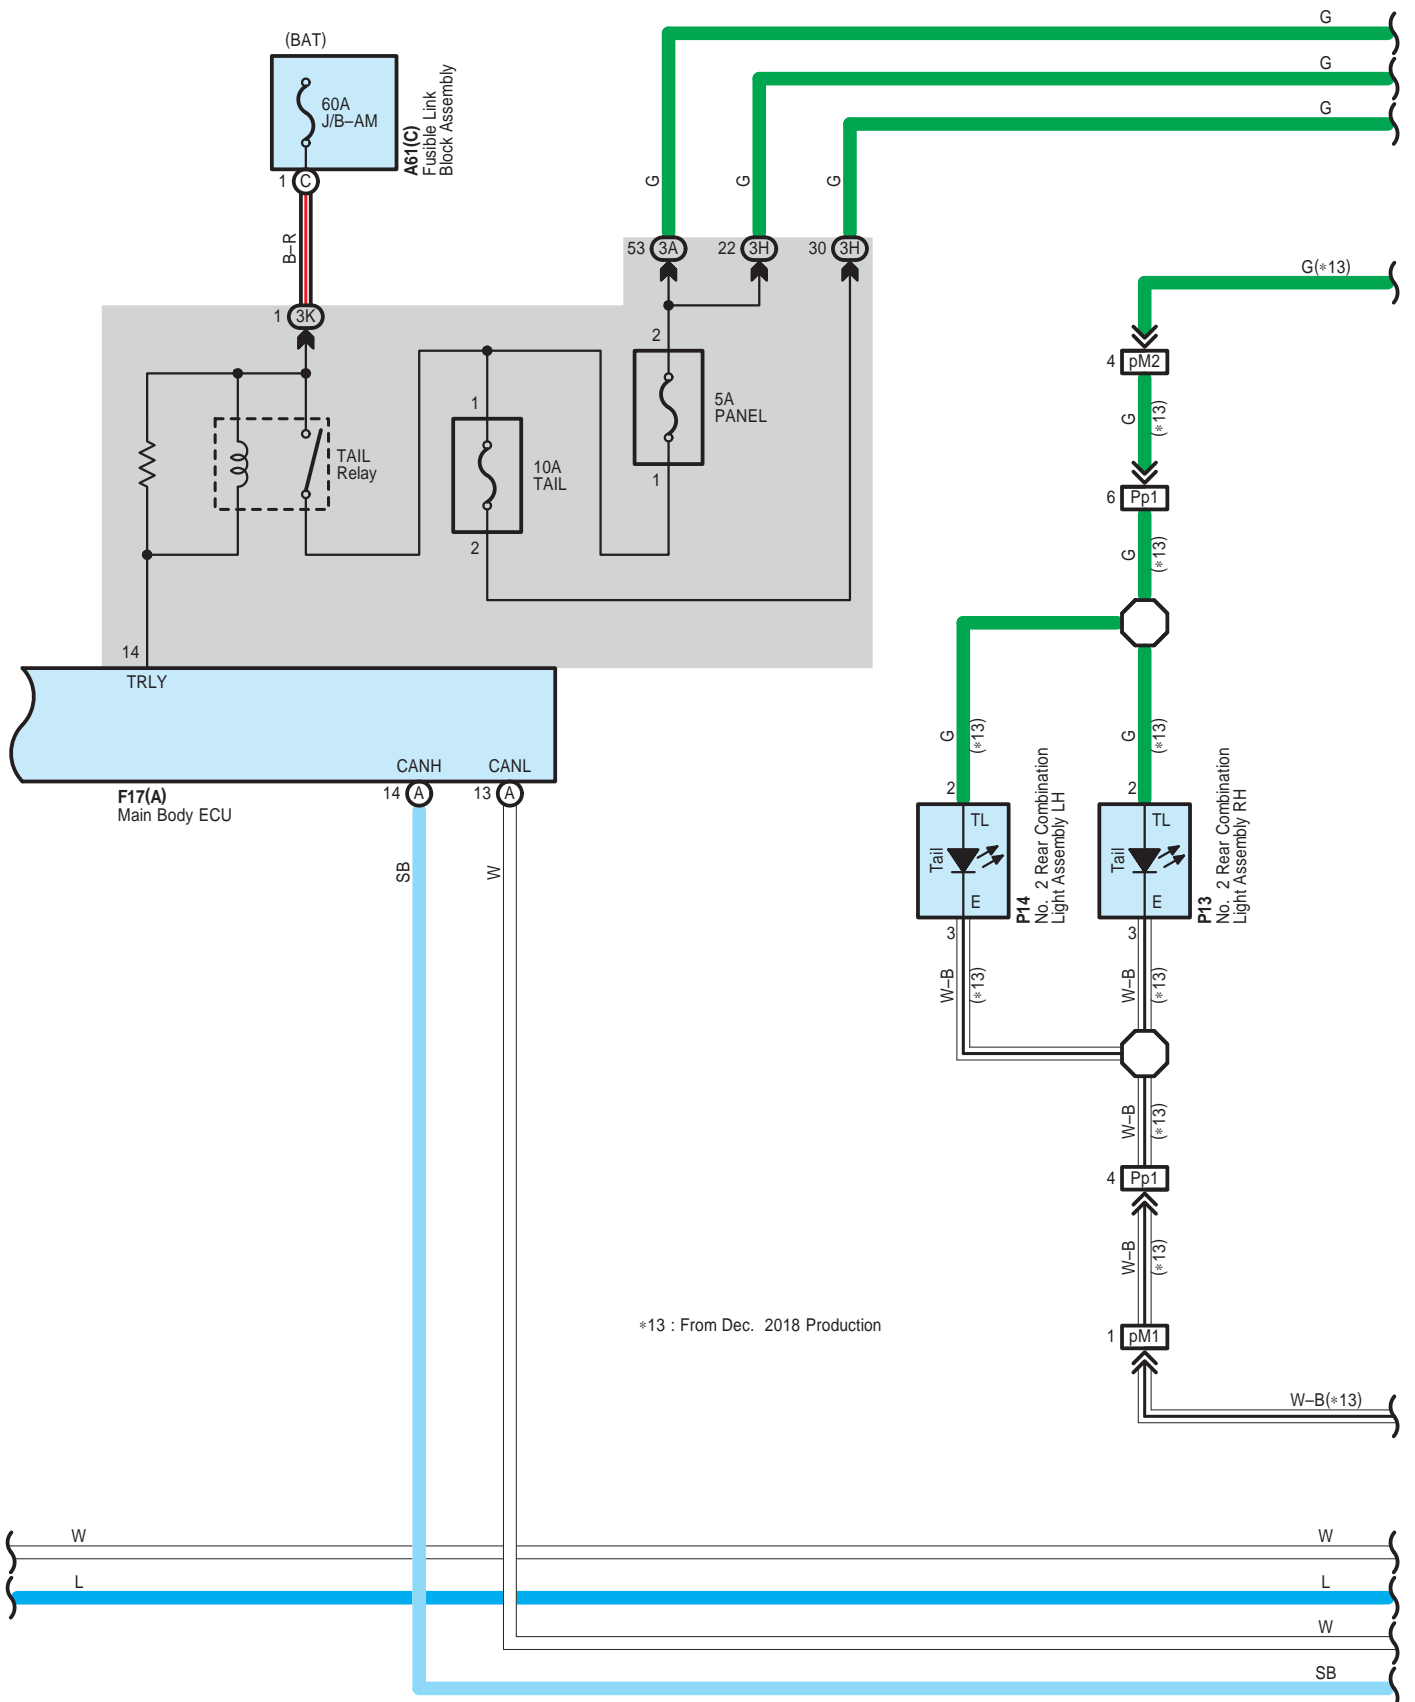 G
(BAT)
G
60A
J/B–AM
A61(C)
Fusible Link
Block Assembly
G
1 C
G
G
G
B–R
53 3A
22 3H
30 3H
G(∗13)
1 3K
2
4 pM2
5A
PANEL
1
G
(∗13)
TAIL
Relay
10A
TAIL
1
6 Pp1
2
G
(∗13)
14
TRLY
G
(∗13)
G
(∗13)
CANH
CANL
14 A
13 A
F17(A)
Main Body ECU
2
2
TL
Tail
E
P14
No. 2 Rear Combination
Light Assembly LH
TL
Tail
E
P13
No. 2 Rear Combination
Light Assembly RH
SB
W
3
3
W–B
(∗13)
W–B
(∗13)
W–B
(∗13)
4 Pp1
W–B
(∗13)
∗13 : From Dec. 2018 Production
1 pM1
W–B(∗13)
W
W
L
L
W
SB